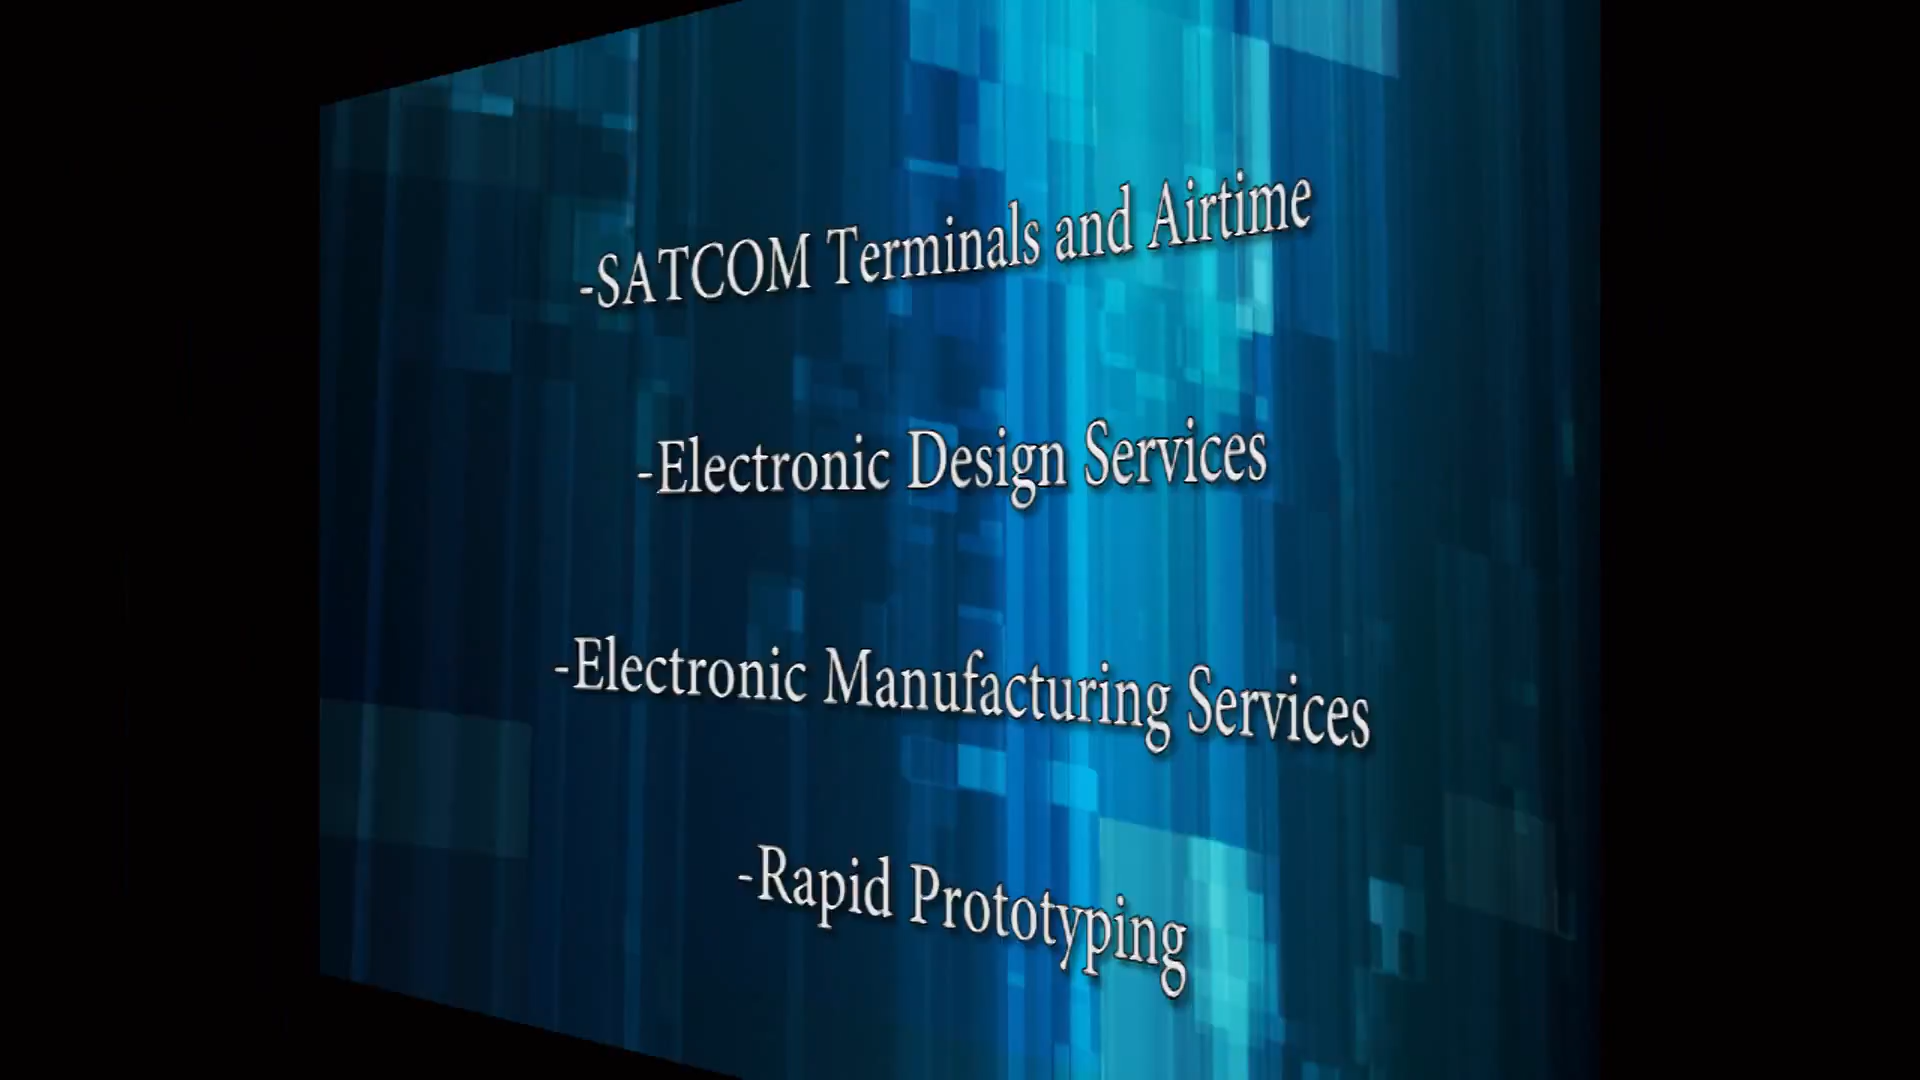 -SATCOM Terminals and Airtime
-Electronic Design Services
-Electronic Manufacturing Services
-Rapid Prototyping